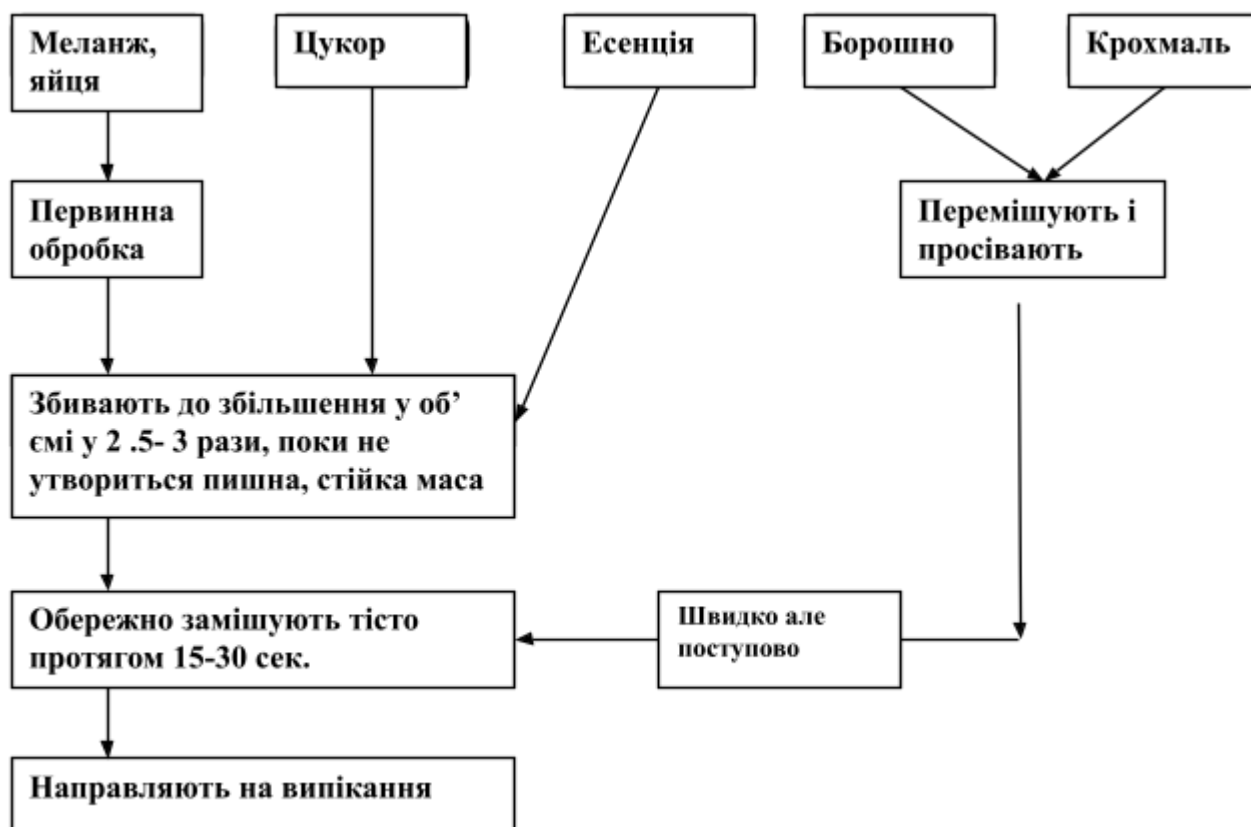 Меланж,
яйця
Цукор
Есенція
Борошно
Крохмаль
Первинна
обробка
Перемішують і
просівають
Збивають до збільшення у об’
ємі у 2 .5- 3 рази, поки не
утвориться пишна, стійка маса
Обережно замішують тісто
протягом 15-30 сек.
Швидко але
поступово
Направляють на випікання